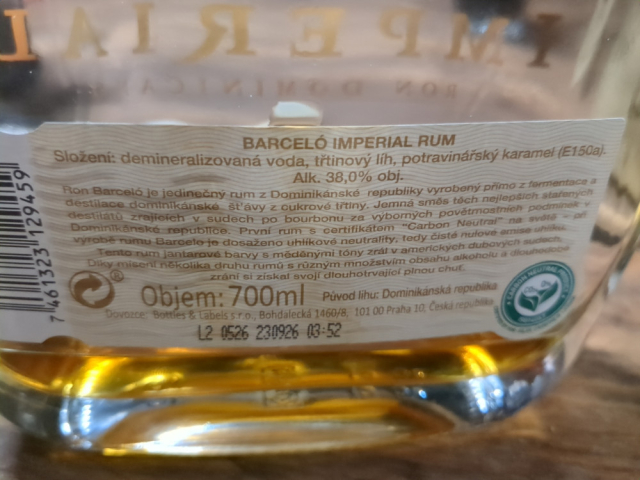 IMPERIAL
RON DOMINICANO
BARCELÓ IMPERIAL RUM
Složení: demineralizovaná voda, třtinový líh, potravinářský karamel (E150a).
Alk. 38,0% obj.
Ron Barceló je jedinečný rum z Dominikánské republiky vyrobený přímo z fermentace a
destilace dominikánské šťávy z cukrové třtiny. Jemná směs těch nejlepších stařených
destilátů zrajících v sudech po bourbonu za výborných povětrnostních podmínek v
Dominikánské republice. První rum s certifikátem "Carbon Neutral" na světě - při
výrobě rumu Barcelo je dosaženo uhlíkové neutrality, tedy čisté nulové emise uhlíku.
Tento rum jantarové barvy s měděnými tóny zrál v amerických dubových sudech.
Díky mísení několika druhů rumů s různým množstvím obsahu alkoholu a dlouhověce
zrání si získal svojí dlouhotrvající plnou chuť.
Objem: 700ml
Původ lihu: Dominikánská republika
Dovozce: Bottles & Labels s.r.o., Bohdalecká 1460/8, 101 00 Praha 10, Česká republika
L2 0526 230926 03:52
7 461323 129459